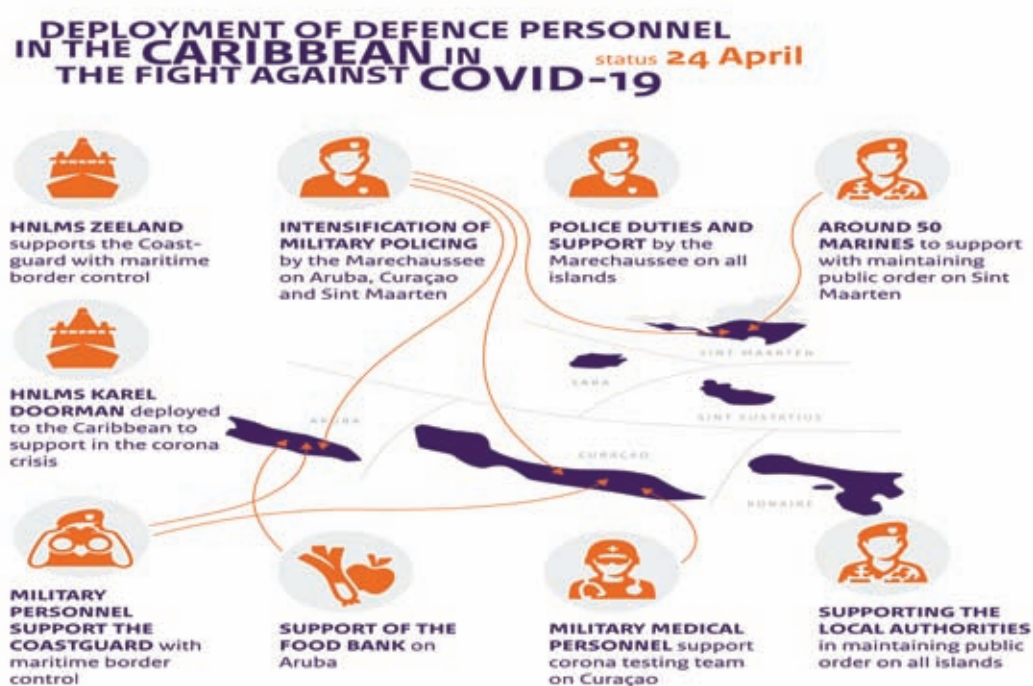 DEPLOYMENT OF DEFENCE PERSONNEL
IN THE CARIBBEAN IN
status 24 April
THE FIGHT AGAINST COVID-19
HNLMS ZEELAND
supports the Coast-
guard with maritime
border control
INTENSIFICATION OF
MILITARY POLICING
by the Marechaussee
on Aruba, Curaçao
and Sint Maarten
POLICE DUTIES AND
SUPPORT by the
Marechaussee on all
islands
AROUND 50
MARINES to support
with maintaining
public order on Sint
Maarten
HNLMS KAREL
DOORMAN deployed
to the Caribbean to
support in the corona
crisis
SINT MAARTEN
SABA
SINT EUSTATIUS
ARUBA
CURAÇAO
BONAIRE
MILITARY
PERSONNEL
SUPPORT THE
COASTGUARD with
maritime border
control
SUPPORT OF THE
FOOD BANK on
Aruba
MILITARY MEDICAL
PERSONNEL support
corona testing team
on Curaçao
SUPPORTING THE
LOCAL AUTHORITIES
in maintaining public
order on all islands